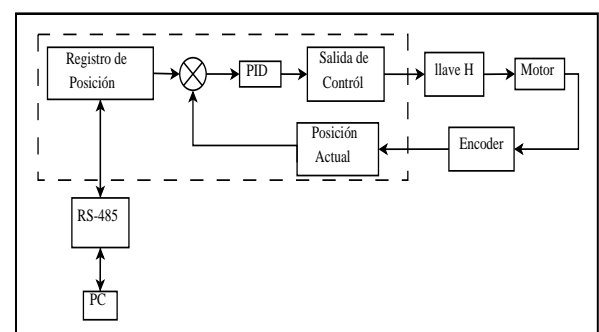 Registro de
Posición
PID
Salida de
Contról
llave H
Motor
Posición
Actual
Encoder
RS-485
PC